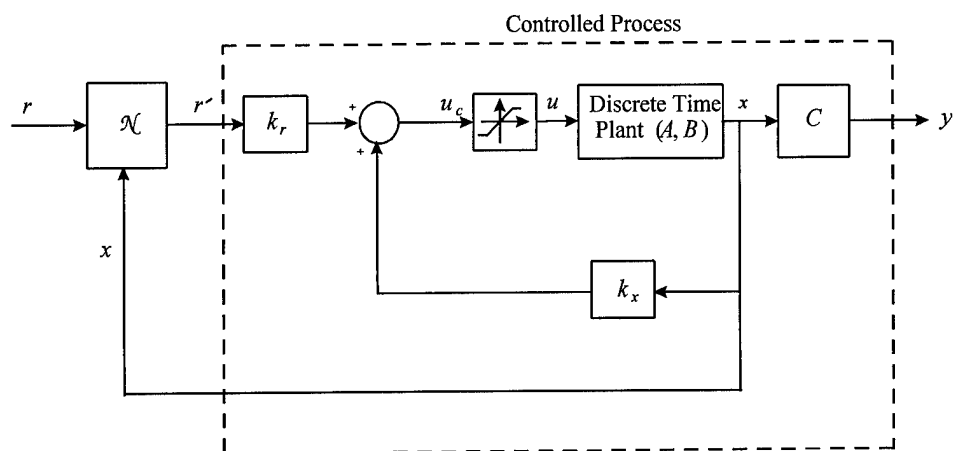 Controlled Process
r
𝒩
r′
k_r
+
+
u_c
u
Discrete Time
Plant (A, B)
x
C
y
x
k_x